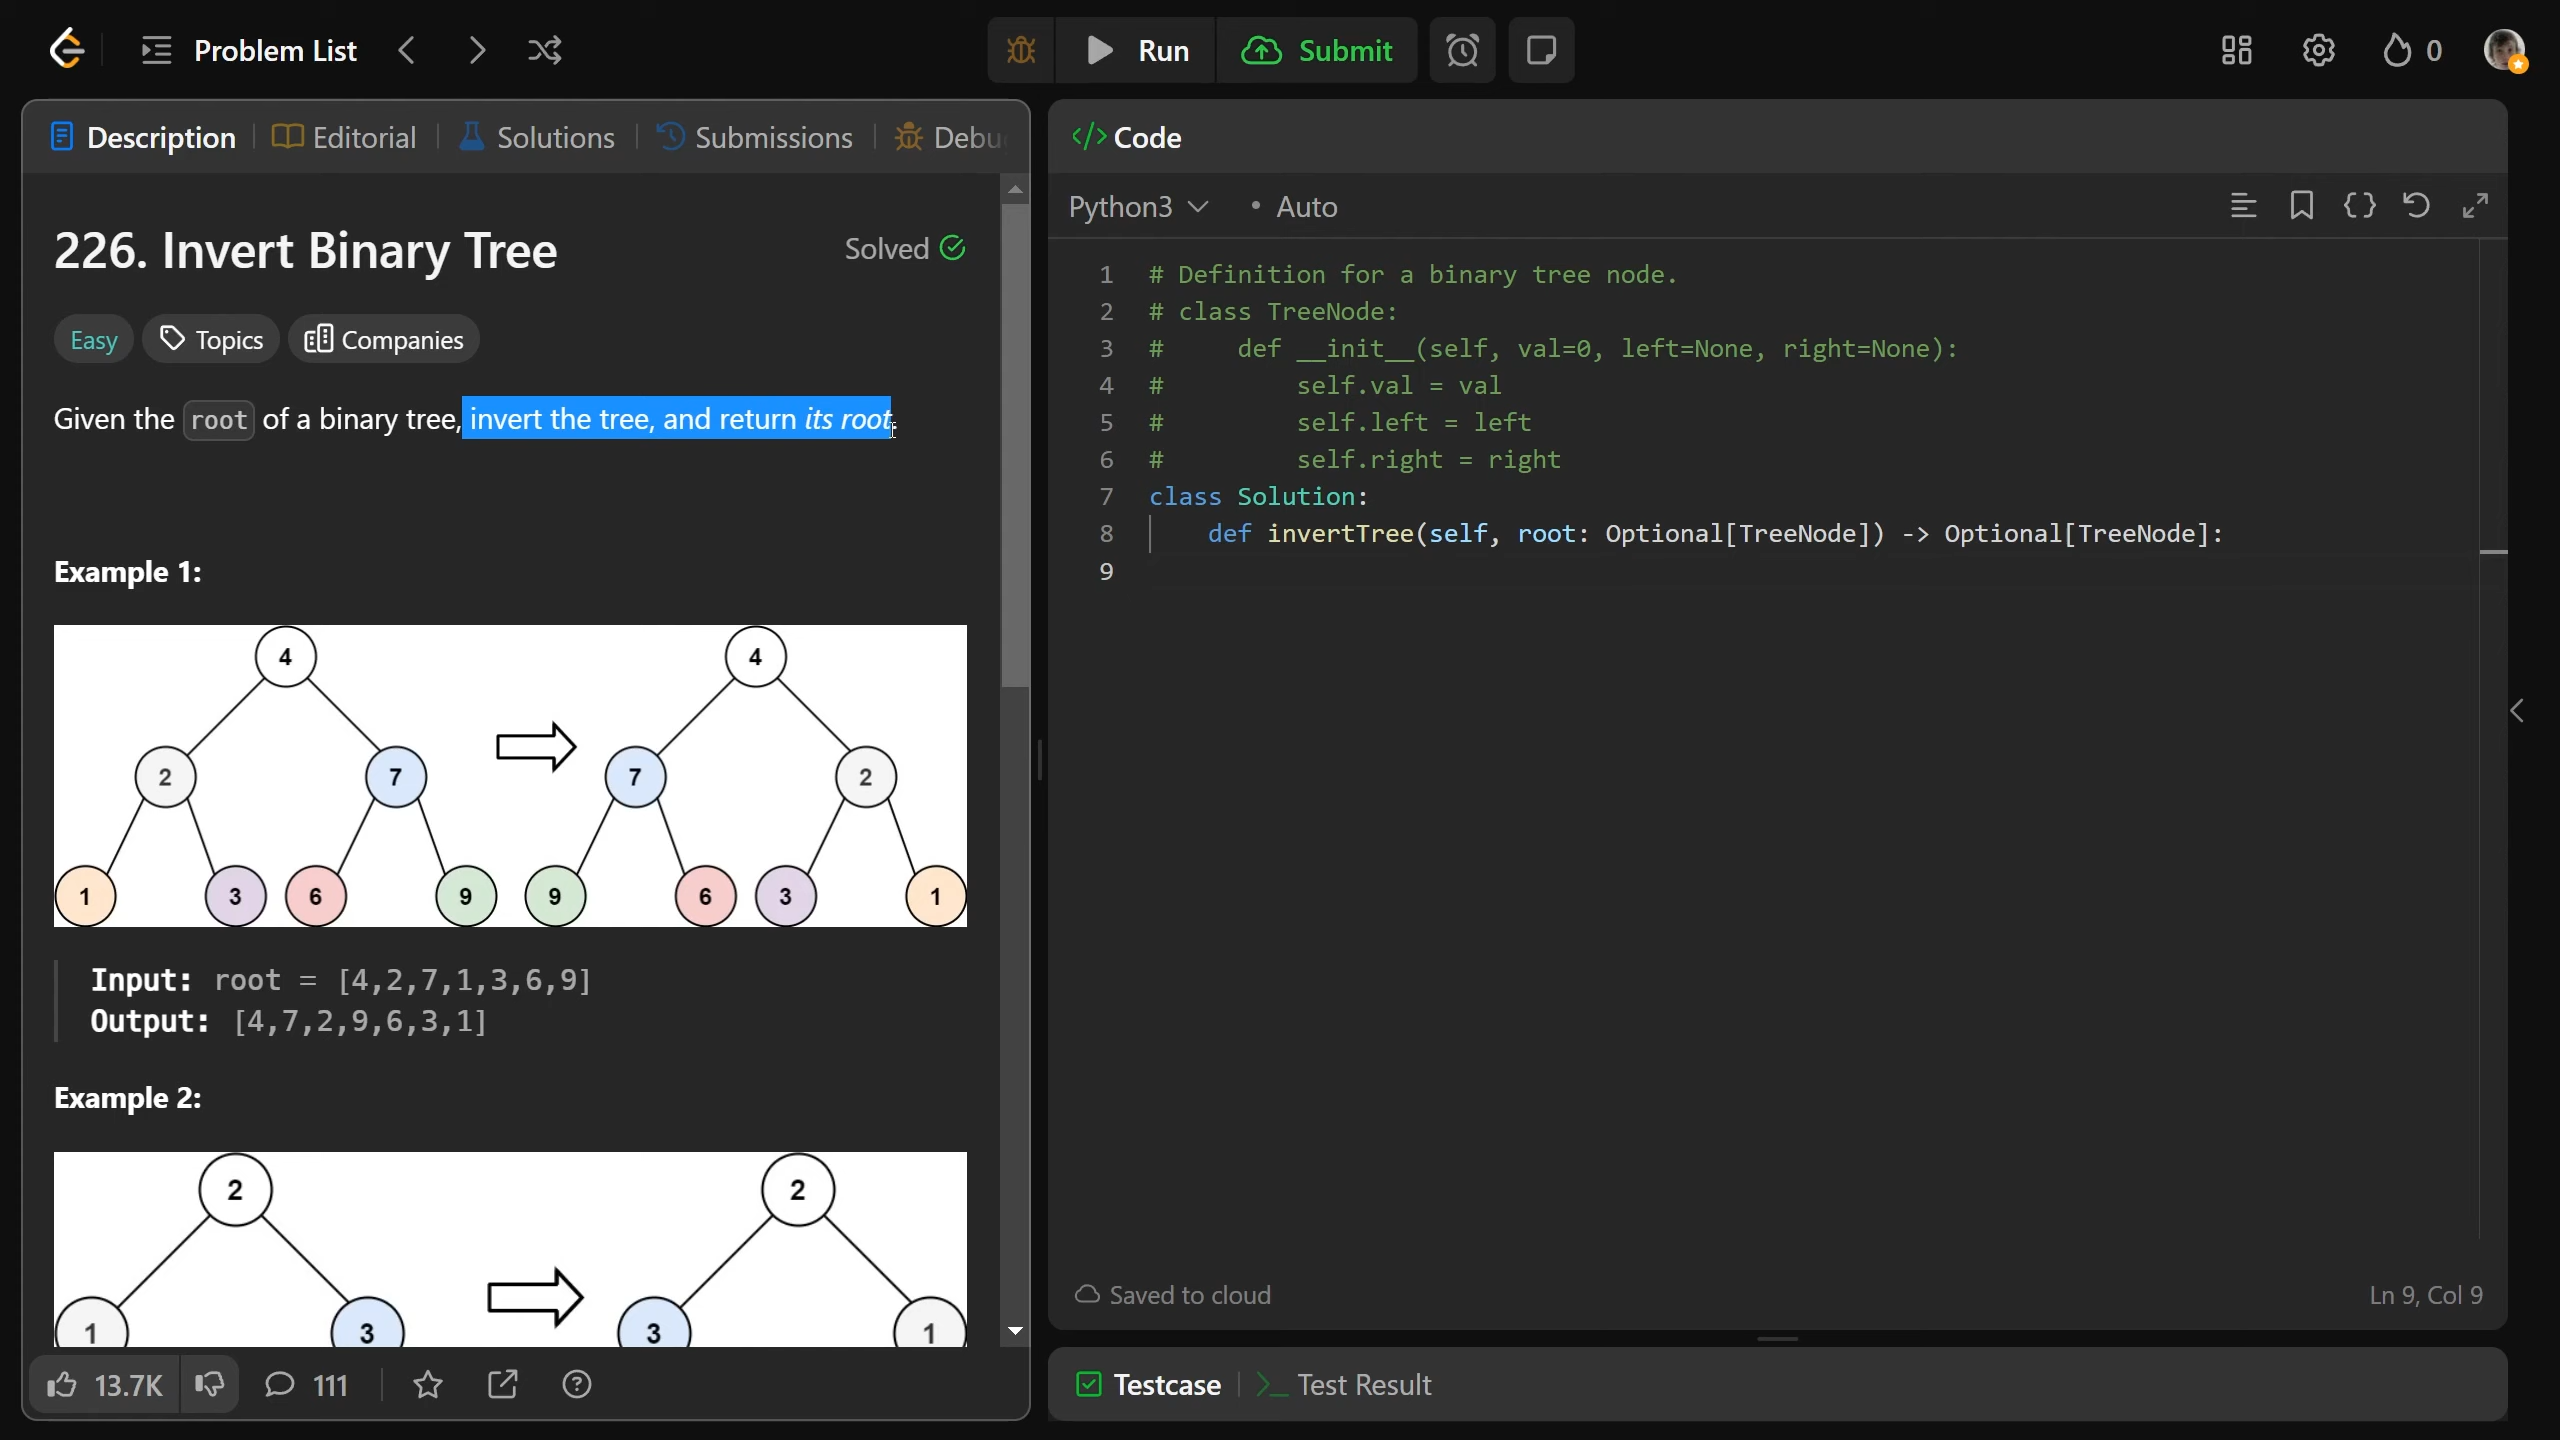 Problem List
Run
Submit
0
Description
Editorial
Solutions
Submissions
Debu
226. Invert Binary Tree
Solved
Easy
Topics
Companies
Given the root of a binary tree, invert the tree, and return its root.
Example 1:
4
4
2
7
7
2
1
3
6
9
9
6
3
1
Input: root = [4,2,7,1,3,6,9]
Output: [4,7,2,9,6,3,1]
Example 2:
2
2
1
3
3
1
13.7K
111
</> Code
Python3
• Auto
1 # Definition for a binary tree node.
2 # class TreeNode:
3 #     def __init__(self, val=0, left=None, right=None):
4 #         self.val = val
5 #         self.left = left
6 #         self.right = right
7 class Solution:
8     def invertTree(self, root: Optional[TreeNode]) -> Optional[TreeNode]:
9
Saved to cloud
Ln 9, Col 9
Testcase
Test Result